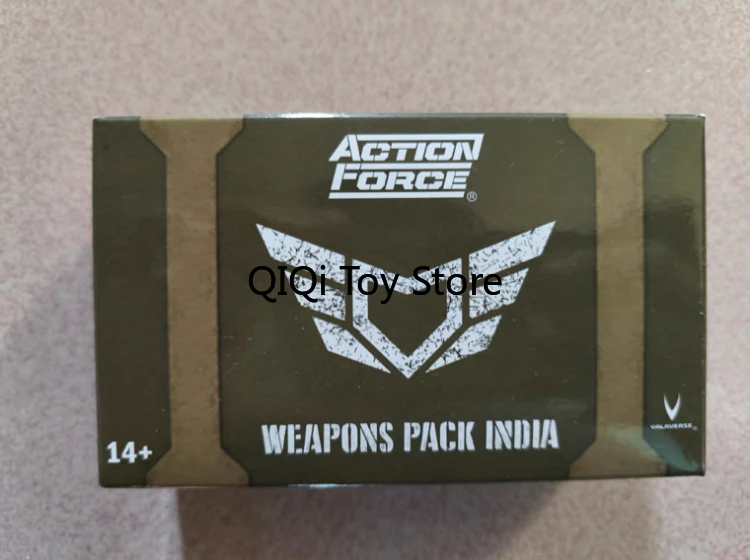 ACTION
FORCE®
QIQi Toy Store
WEAPONS PACK INDIA
14+
VALAVERSE